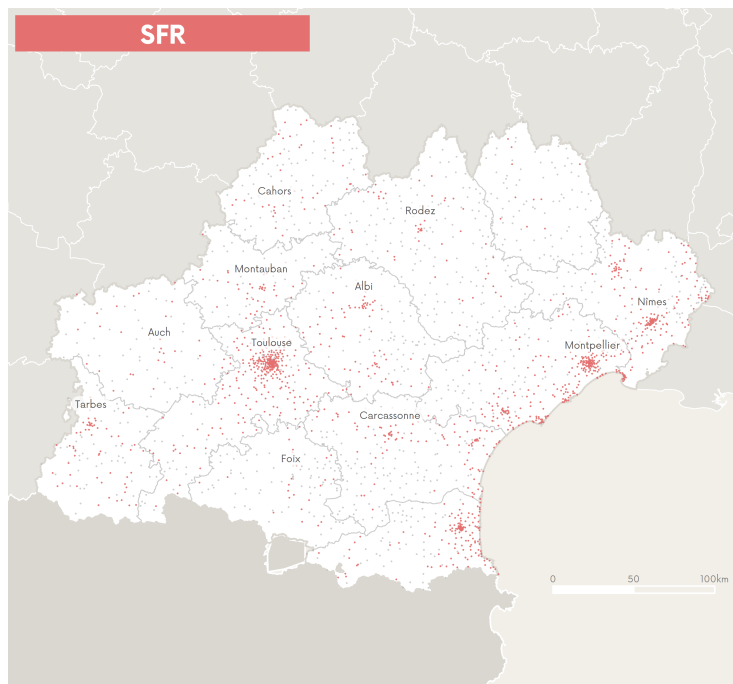 SFR
Cahors
Rodez
Montauban
Albi
Nîmes
Auch
Toulouse
Montpellier
Tarbes
Carcassonne
Foix
0 50 100km